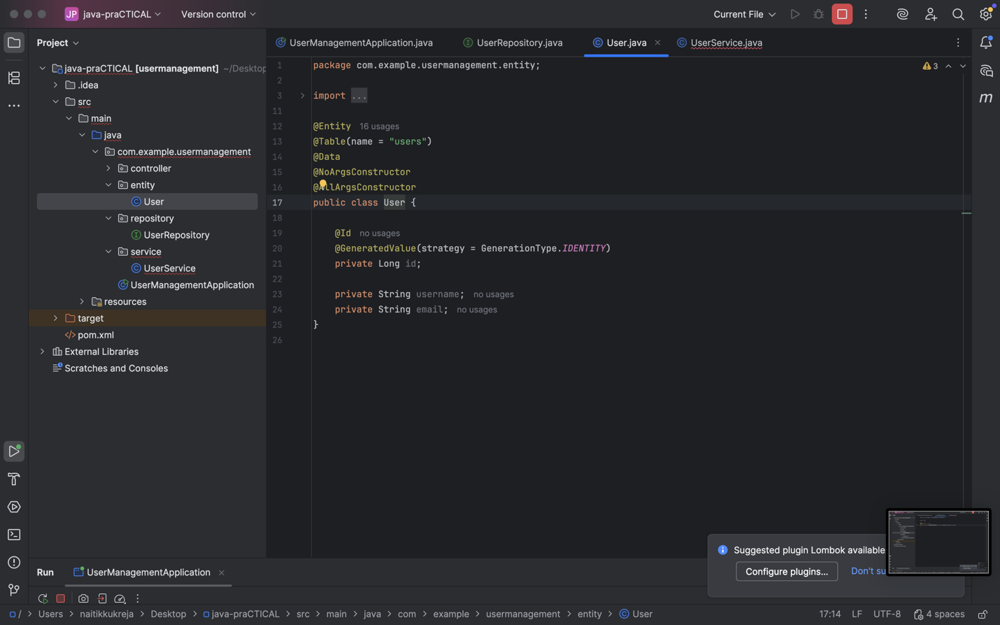 JP java-praCTICAL Version control Current File
Project
UserManagementApplication.java UserRepository.java User.java UserService.java
java-praCTICAL [usermanagement] ~/Desktop
.idea
src
main
java
com.example.usermanagement
controller
entity
User
repository
UserRepository
service
UserService
UserManagementApplication
resources
target
pom.xml
External Libraries
Scratches and Consoles
3
1 package com.example.usermanagement.entity;
2
3 import ...
11
12 @Entity 16 usages
13 @Table(name = "users")
14 @Data
15 @NoArgsConstructor
16 @AllArgsConstructor
17 public class User {
18
19 @Id no usages
20 @GeneratedValue(strategy = GenerationType.IDENTITY)
21 private Long id;
22
23 private String username; no usages
24 private String email; no usages
25 }
26
m
Suggested plugin Lombok available
Configure plugins... Don't su
Run UserManagementApplication
/ > Users > naitikkukreja > Desktop > java-praCTICAL > src > main > java > com > example > usermanagement > entity > User 17:14 LF UTF-8 4 spaces